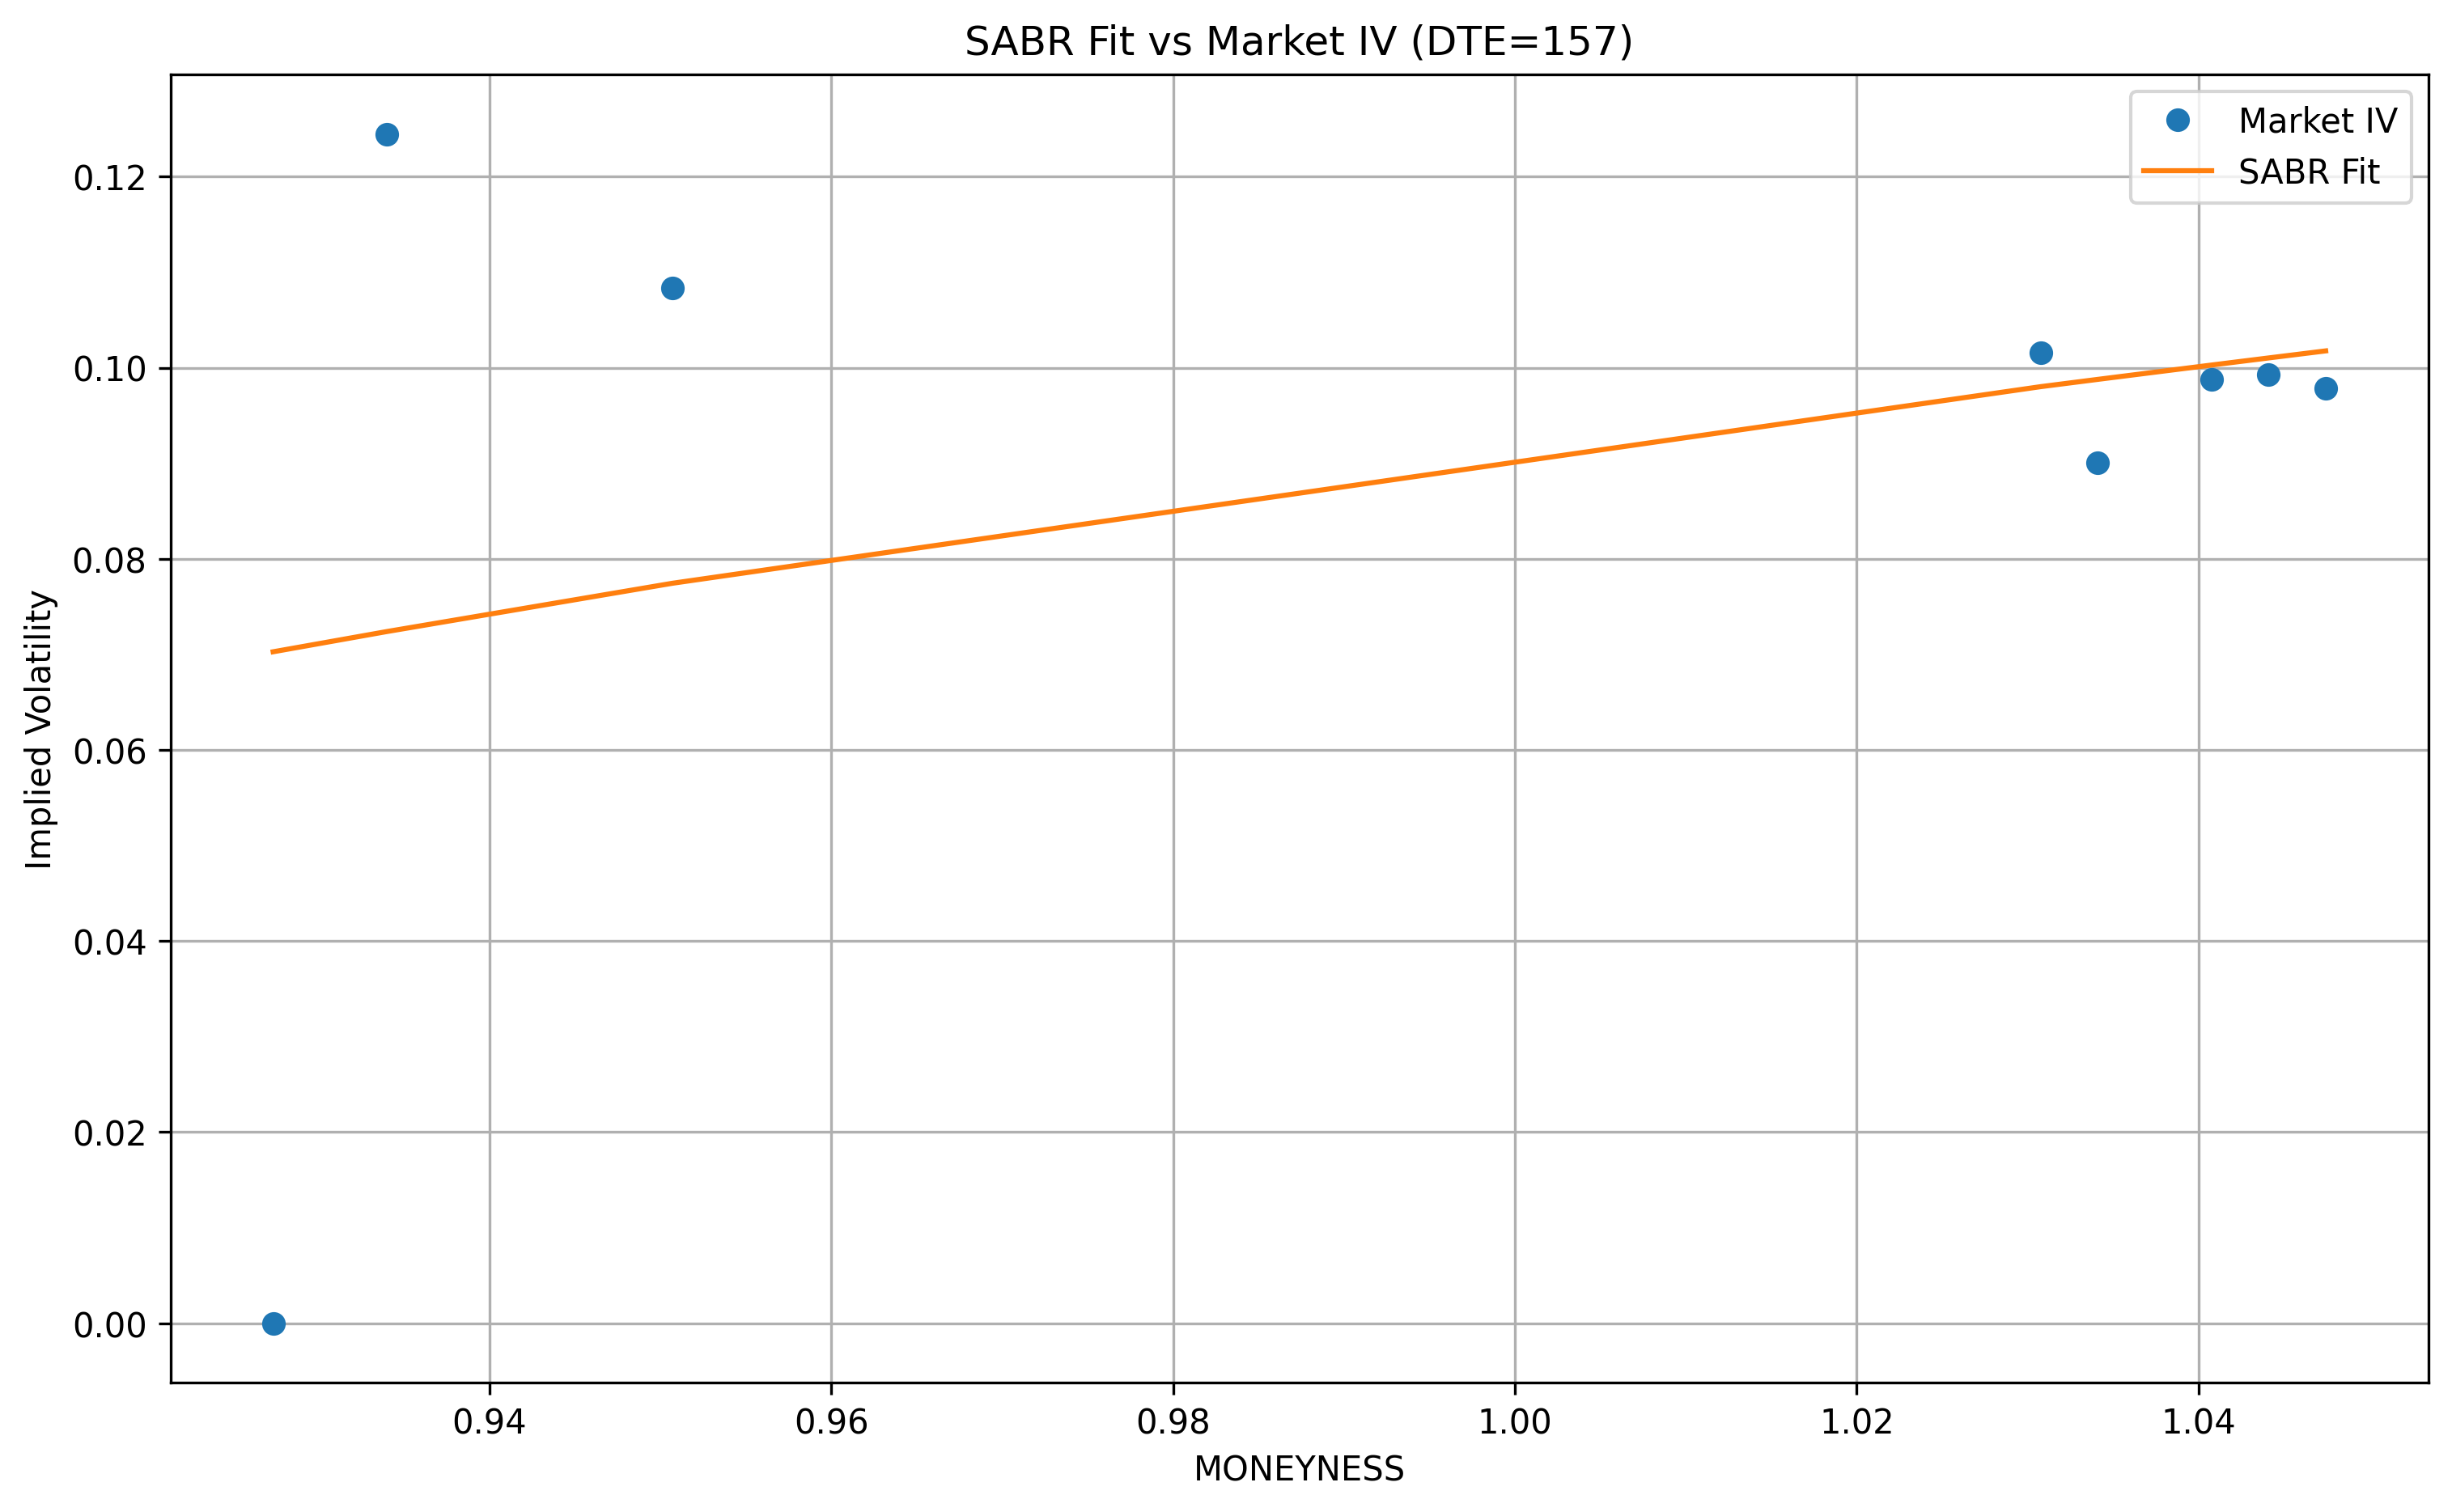 SABR Fit vs Market IV (DTE=157)
Market IV
SABR Fit
Implied Volatility
0.12
0.10
0.08
0.06
0.04
0.02
0.00
0.94 0.96 0.98 1.00 1.02 1.04
MONEYNESS